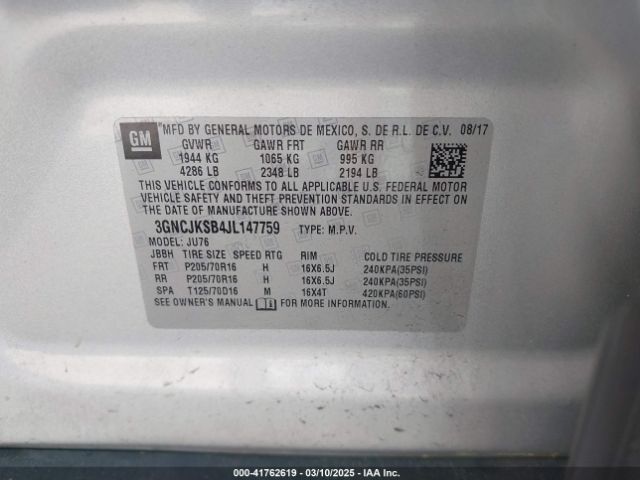 GM
MFD BY GENERAL MOTORS DE MEXICO, S. DE R.L. DE C.V. 08/17
GVWR GAWR FRT GAWR RR
1944 KG 1065 KG 995 KG
4286 LB 2348 LB 2194 LB
THIS VEHICLE CONFORMS TO ALL APPLICABLE U.S. FEDERAL MOTOR
VEHICLE SAFETY AND THEFT PREVENTION STANDARDS IN EFFECT ON
THE DATE OF MANUFACTURE SHOWN ABOVE.
3GNCJKSB4JL147759 TYPE: M.P.V.
MODEL: JU76
JBBH TIRE SIZE SPEED RTG RIM COLD TIRE PRESSURE
FRT P205/70R16 H 16X6.5J 240KPA(35PSI)
RR P205/70R16 H 16X6.5J 240KPA(35PSI)
SPA T125/70D16 M 16X4T 420KPA(60PSI)
SEE OWNER'S MANUAL FOR MORE INFORMATION.
000-41762619 - 03/10/2025 - IAA Inc.